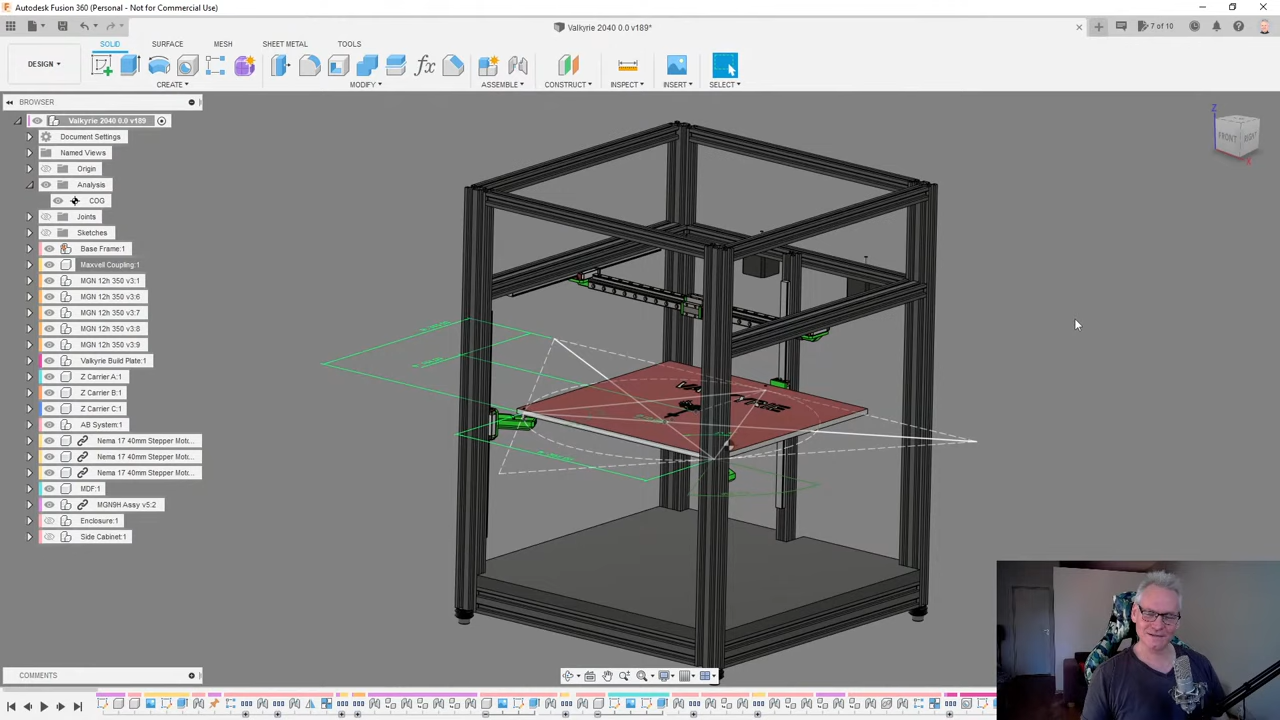 Autodesk Fusion 360 (Personal - Not for Commercial Use)
Valkyrie 2040 0.0 v189*
7 of 10
SOLID
SURFACE
MESH
SHEET METAL
TOOLS
DESIGN
CREATE
MODIFY
ASSEMBLE
CONSTRUCT
INSPECT
INSERT
SELECT
BROWSER
Valkyrie 2040 0.0 v189
Document Settings
Named Views
Origin
Analysis
COG
Joints
Sketches
Base Frame:1
Maxvell Coupling:1
MGN 12h 350 v3:1
MGN 12h 350 v3:6
MGN 12h 350 v3:7
MGN 12h 350 v3:8
MGN 12h 350 v3:9
Valkyrie Build Plate:1
Z Carrier A:1
Z Carrier B:1
Z Carrier C:1
AB System:1
Nema 17 40mm Stepper Moto...
Nema 17 40mm Stepper Moto...
Nema 17 40mm Stepper Moto...
MDF:1
MGN9H Assy v5:2
Enclosure:1
Side Cabinet:1
COMMENTS
Z
FRONT
RIGHT
X